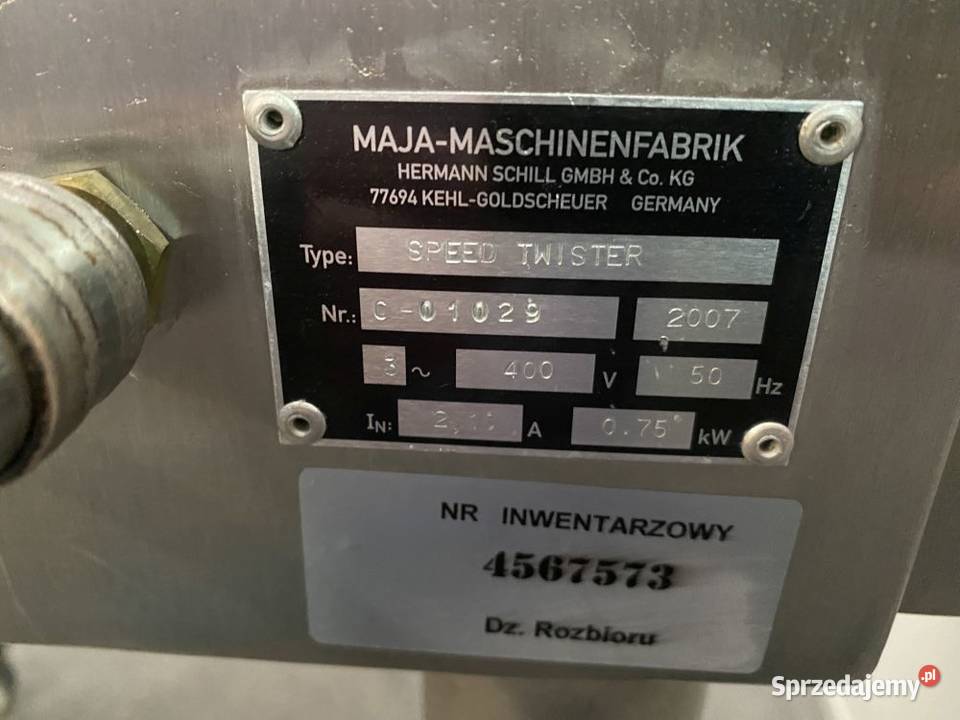 MAJA-MASCHINENFABRIK
HERMANN SCHILL GMBH & Co. KG
77694 KEHL-GOLDSCHEUER GERMANY
Type: SPEED TWISTER
Nr.: C-01029 2007
3 ~ 400 V 50 Hz
IN: A 0.75 kW
NR INWENTARZOWY
4567573
Dz. Rozbioru
Sprzedajemy.pl